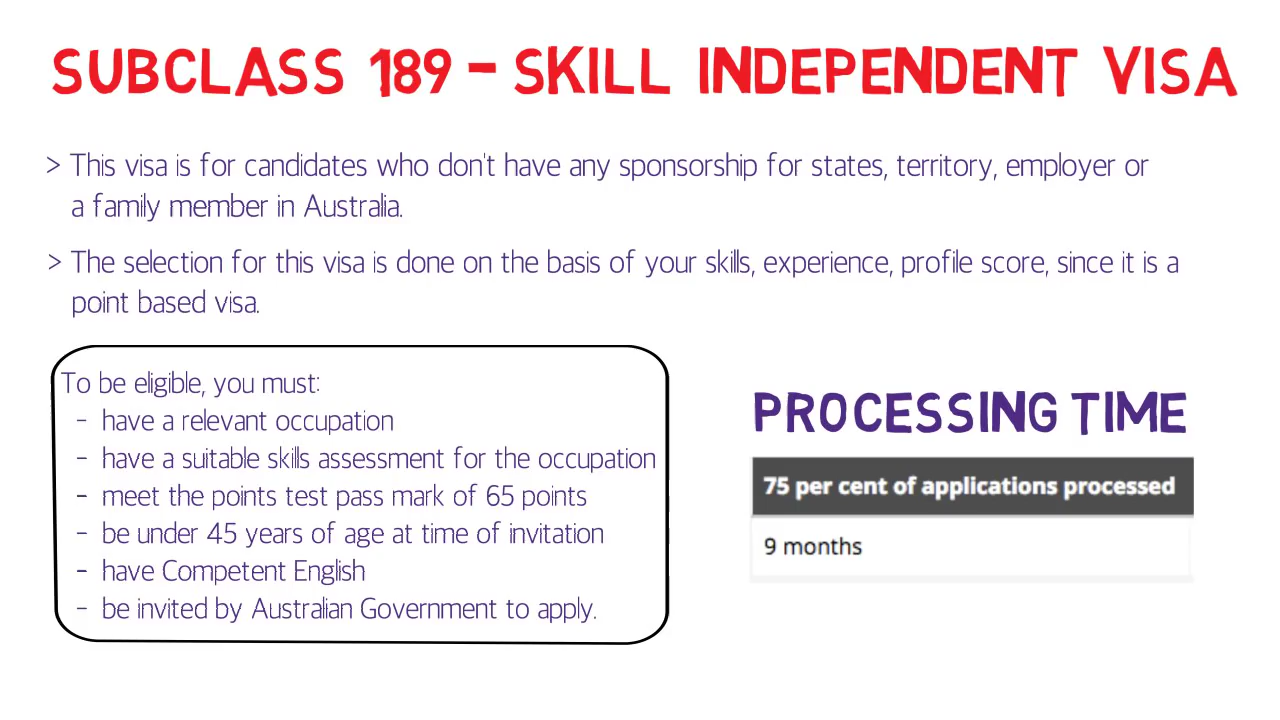 SUBCLASS 189 - SKILL INDEPENDENT VISA
> This visa is for candidates who don't have any sponsorship for states, territory, employer or
a family member in Australia.
> The selection for this visa is done on the basis of your skills, experience, profile score, since it is a
point based visa.
To be eligible, you must:
- have a relevant occupation
- have a suitable skills assessment for the occupation
- meet the points test pass mark of 65 points
- be under 45 years of age at time of invitation
- have Competent English
- be invited by Australian Government to apply.
PROCESSING TIME
75 per cent of applications processed
9 months